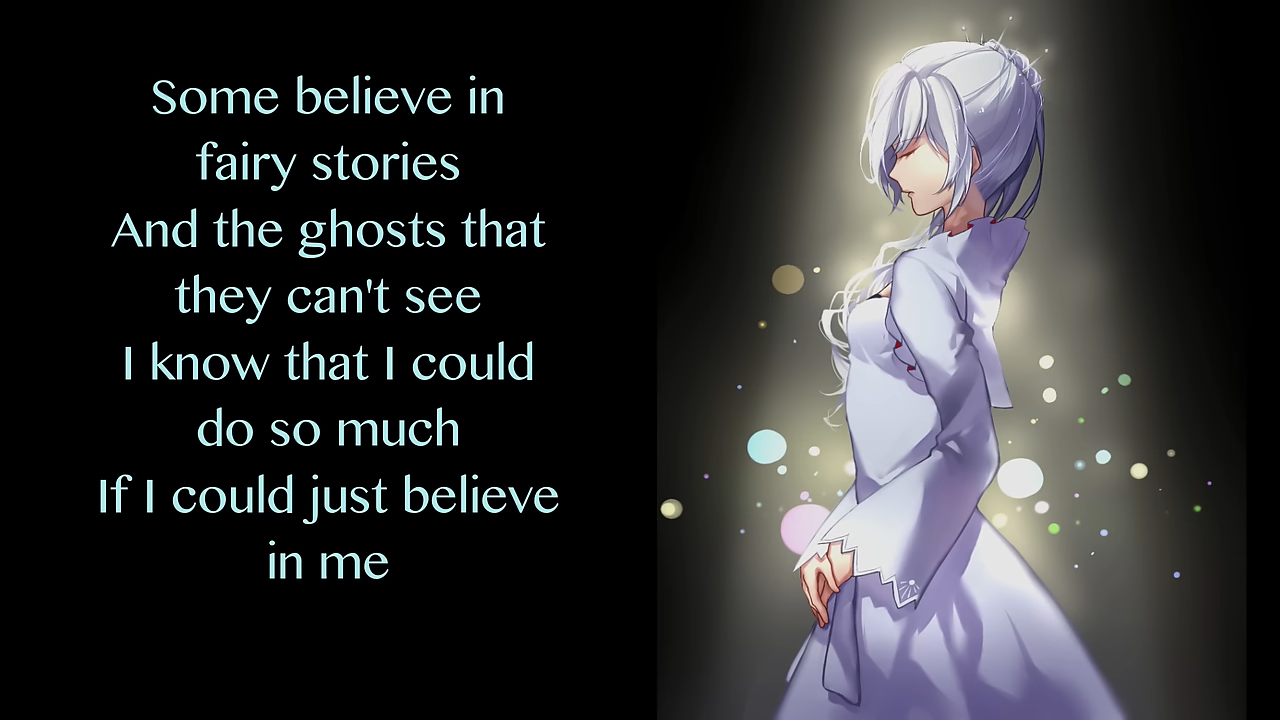 Some believe in
fairy stories
And the ghosts that
they can't see
I know that I could
do so much
If I could just believe
in me